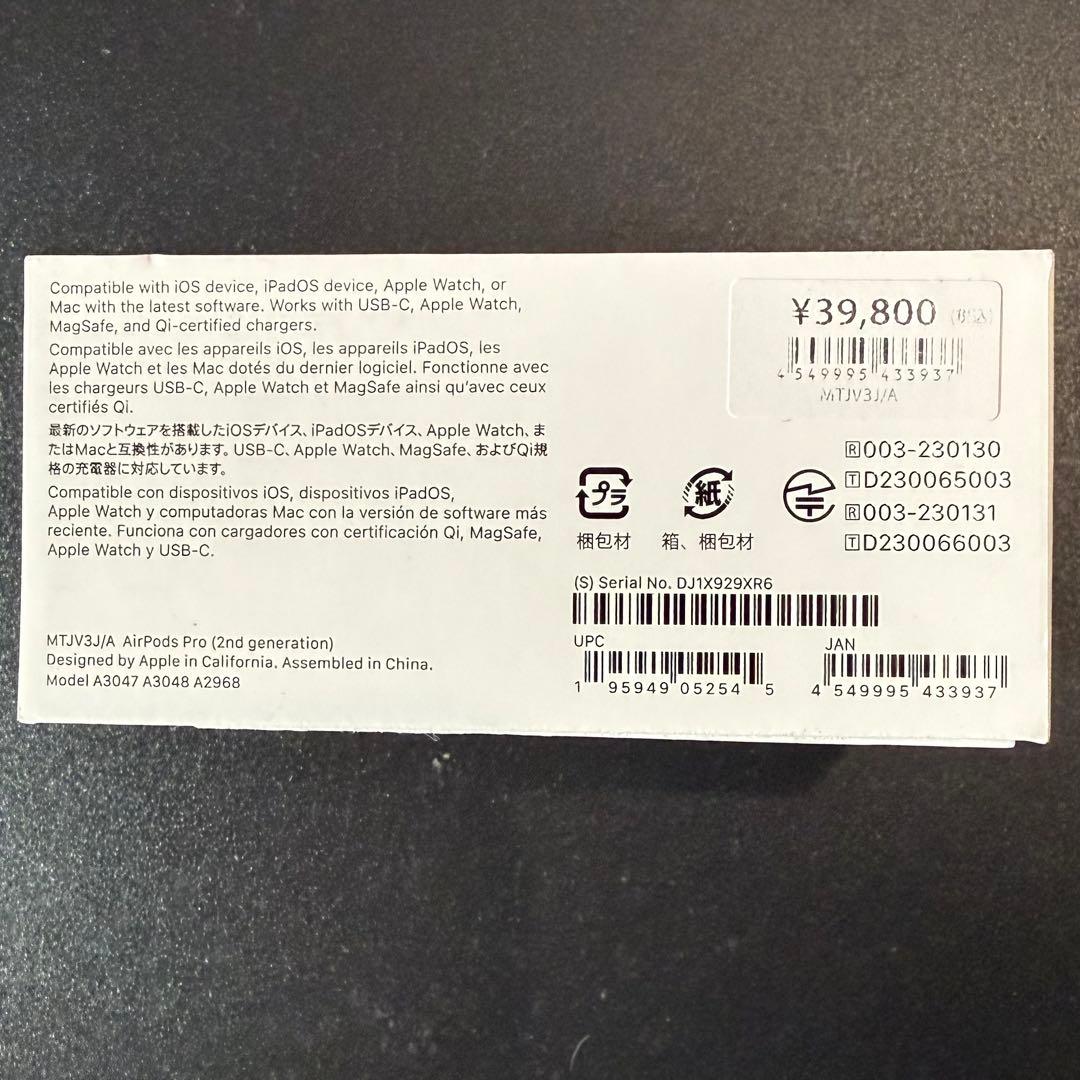 Compatible with iOS device, iPadOS device, Apple Watch, or
Mac with the latest software. Works with USB-C, Apple Watch,
MagSafe, and Qi-certified chargers.
Compatible avec les appareils iOS, les appareils iPadOS, les
Apple Watch et les Mac dotés du dernier logiciel. Fonctionne avec
les chargeurs USB-C, Apple Watch et MagSafe ainsi qu'avec ceux
certifiés Qi.
最新のソフトウェアを搭載したiOSデバイス、iPadOSデバイス、Apple Watch、ま
たはMacと互換性があります。USB-C、Apple Watch、MagSafe、およびQi規
格の充電器に対応しています。
Compatible con dispositivos iOS, dispositivos iPadOS,
Apple Watch y computadoras Mac con la versión de software más
reciente. Funciona con cargadores con certificación Qi, MagSafe,
Apple Watch y USB-C.
MTJV3J/A AirPods Pro (2nd generation)
Designed by Apple in California. Assembled in China.
Model A3047 A3048 A2968
¥39,800 (税込)
4 549995 433937
MTJV3J/A
R 003-230130
T D230065003
R 003-230131
T D230066003
プラ
梱包材
紙
箱、梱包材
(S) Serial No. DJ1X929XR6
UPC
1 95949 05254 5
JAN
4 549995 433937